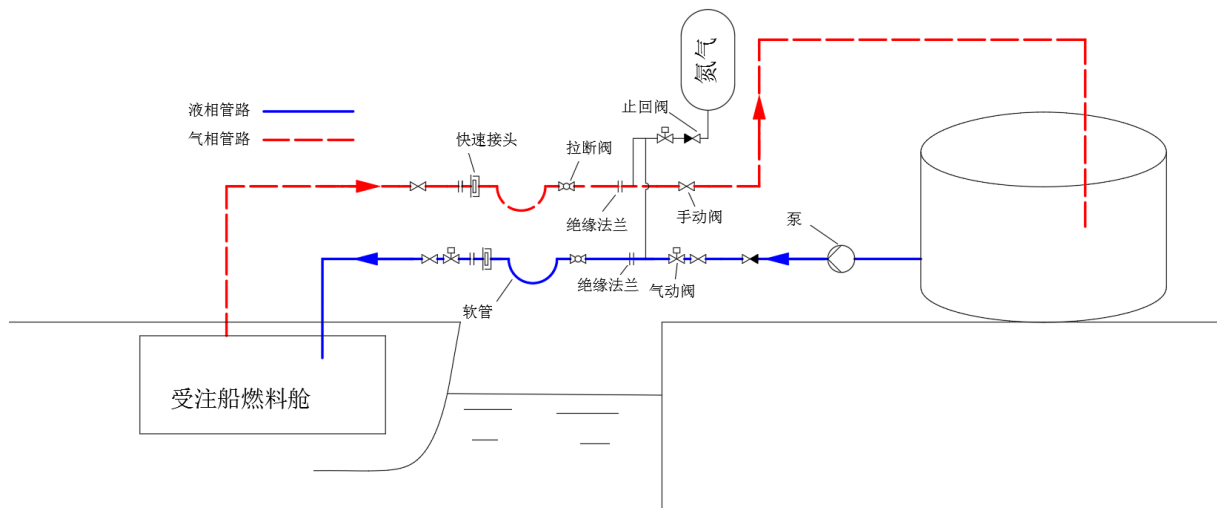 氮气
止回阀
液相管路
气相管路
快速接头
拉断阀
绝缘法兰
手动阀
泵
绝缘法兰
气动阀
软管
受注船燃料舱